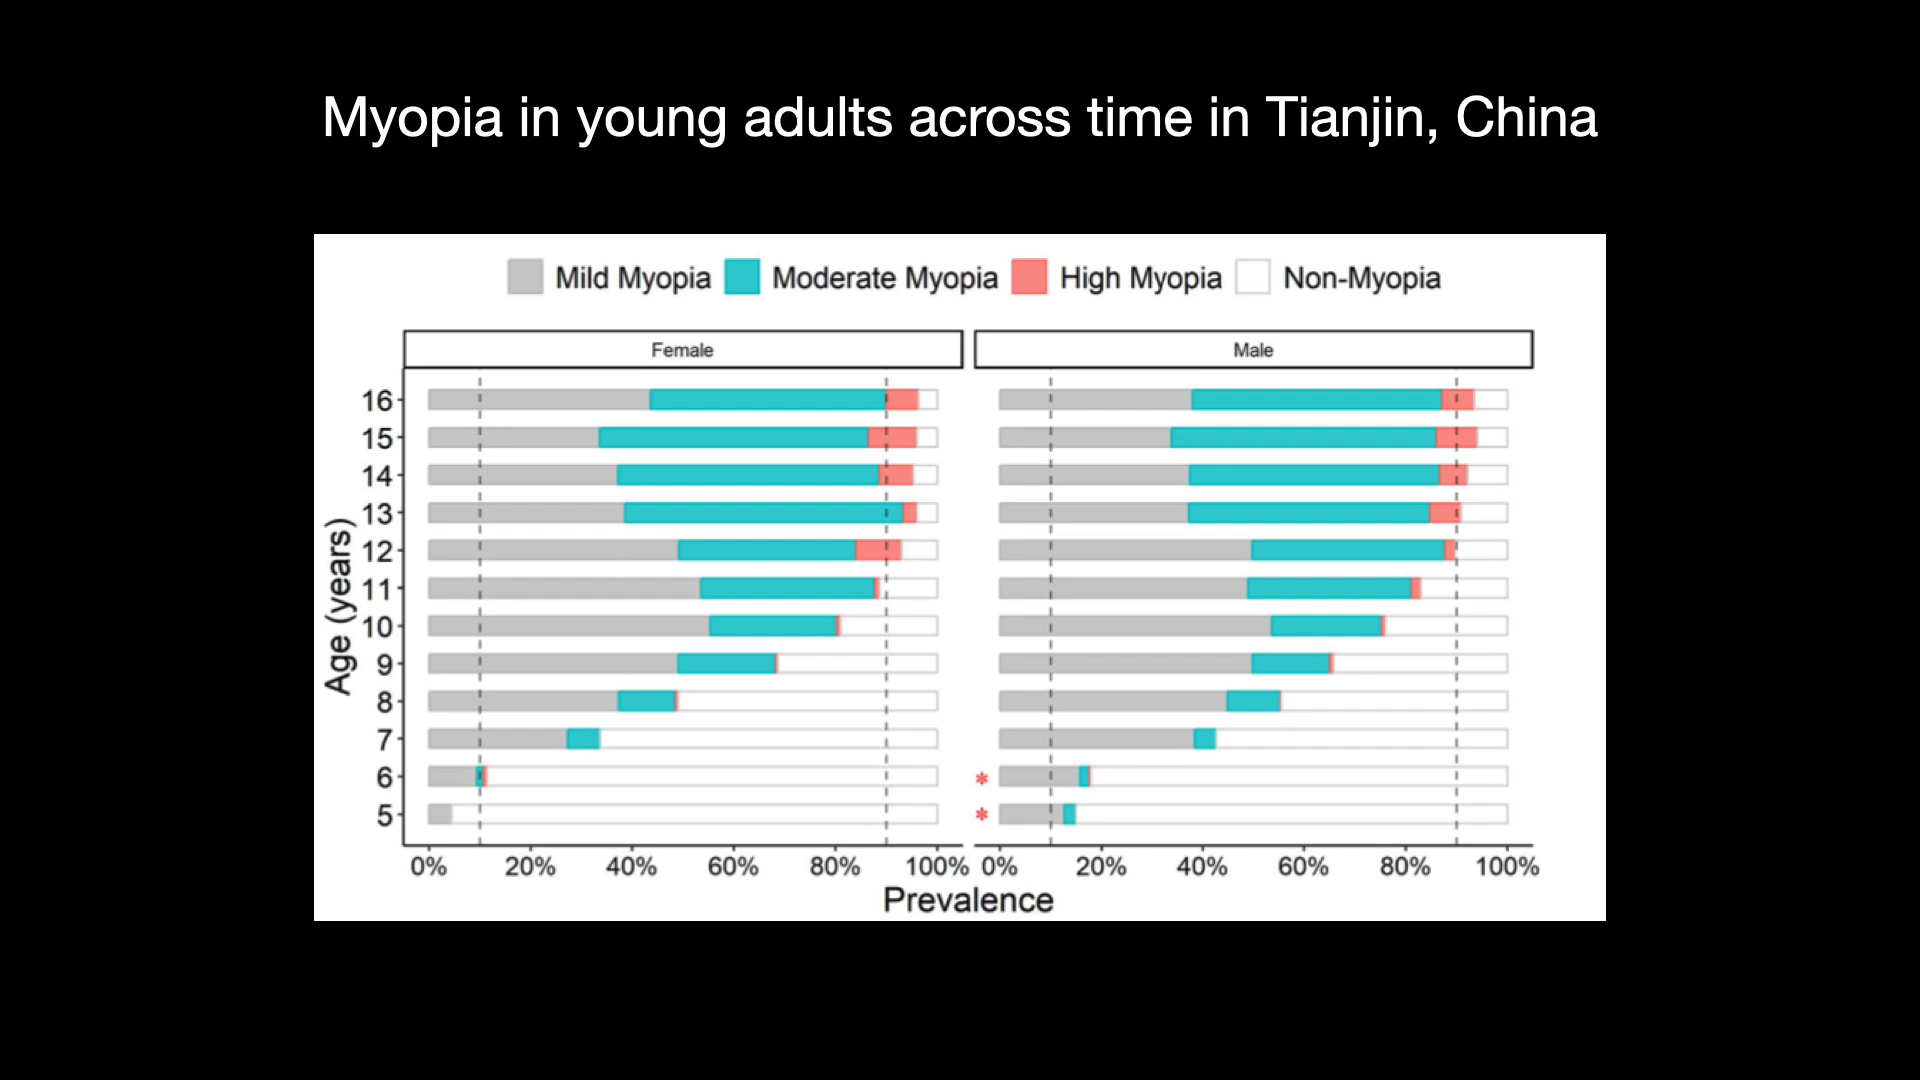 Myopia in young adults across time in Tianjin, China
Mild Myopia Moderate Myopia High Myopia Non-Myopia
Female Male
Age (years)
16
15
14
13
12
11
10
9
8
7
6 *
5 *
0% 20% 40% 60% 80% 100% 0% 20% 40% 60% 80% 100%
Prevalence